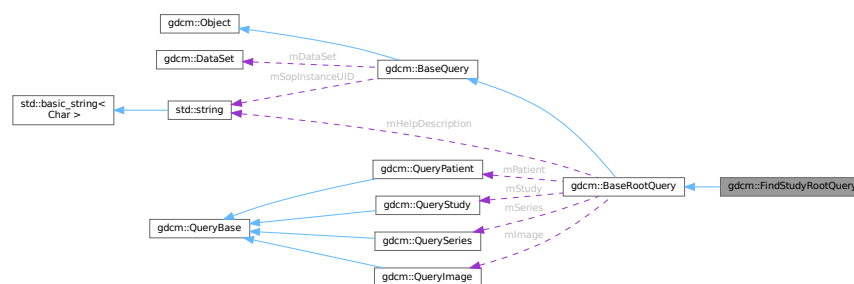 gdcm::Object
gdcm::DataSet
mDataSet
gdcm::BaseQuery
mSopInstanceUID
std::basic_string<
Char >
std::string
mHelpDescription
gdcm::QueryPatient
mPatient
gdcm::BaseRootQuery
gdcm::FindStudyRootQuery
mStudy
gdcm::QueryStudy
mSeries
gdcm::QueryBase
gdcm::QuerySeries
mImage
gdcm::QueryImage